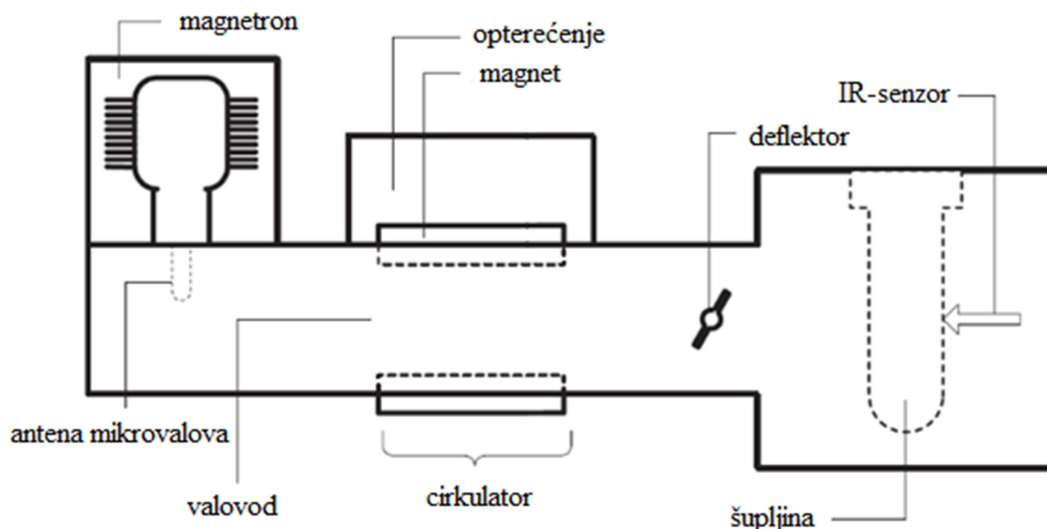 magnetron
opterećenje
magnet
IR-senzor
deflektor
antena mikrovalova
valovod
cirkulator
šupljina